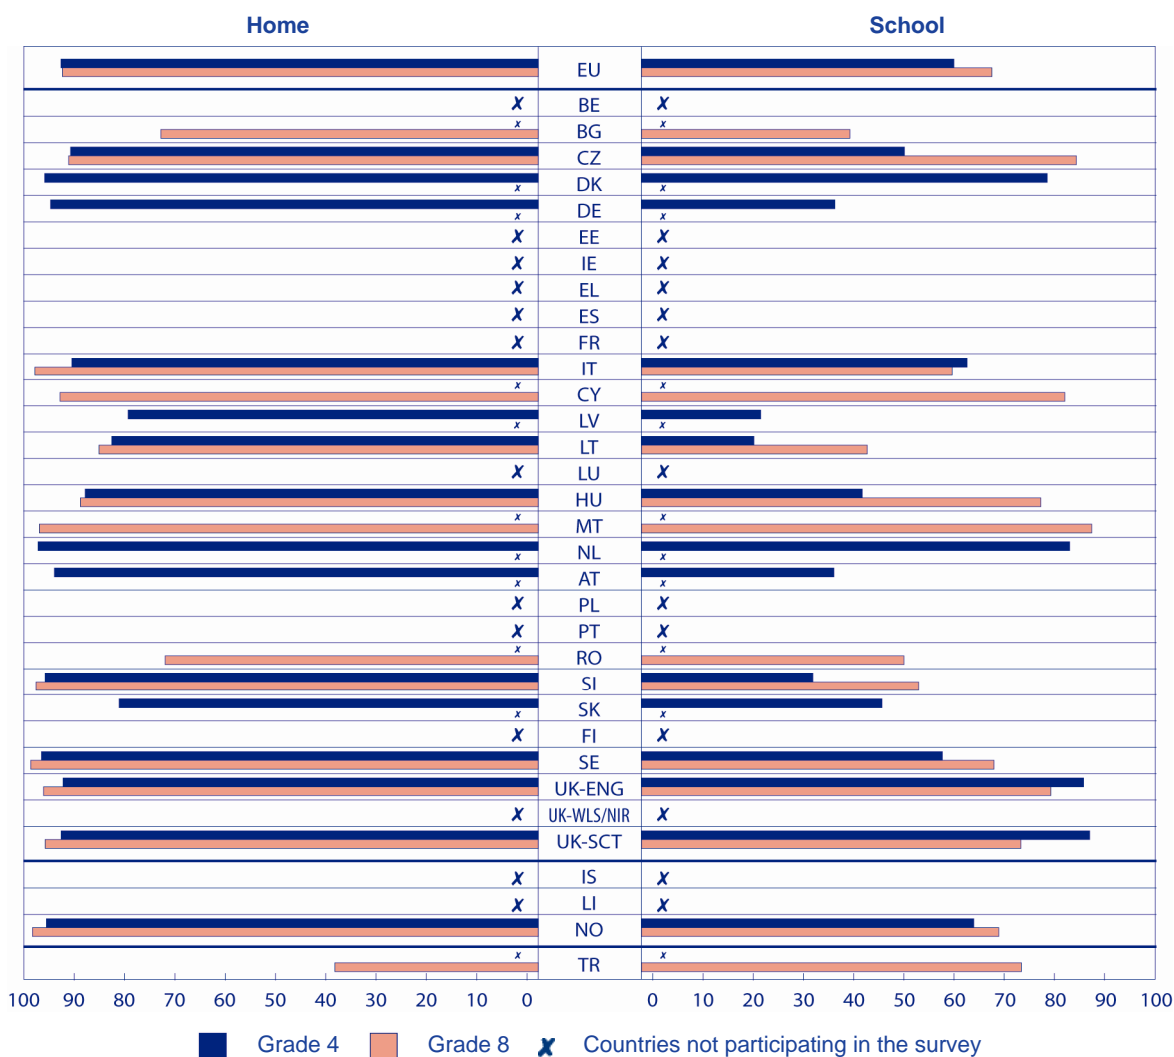 Home School
EU
BE
BG
CZ
DK
DE
EE
IE
EL
ES
FR
IT
CY
LV
LT
LU
HU
MT
NL
AT
PL
PT
RO
SI
SK
FI
SE
UK-ENG
UK-WLS/NIR
UK-SCT
IS
LI
NO
TR
100 90 80 70 60 50 40 30 20 10 0 0 10 20 30 40 50 60 70 80 90 100
Grade 4 Grade 8 Countries not participating in the survey